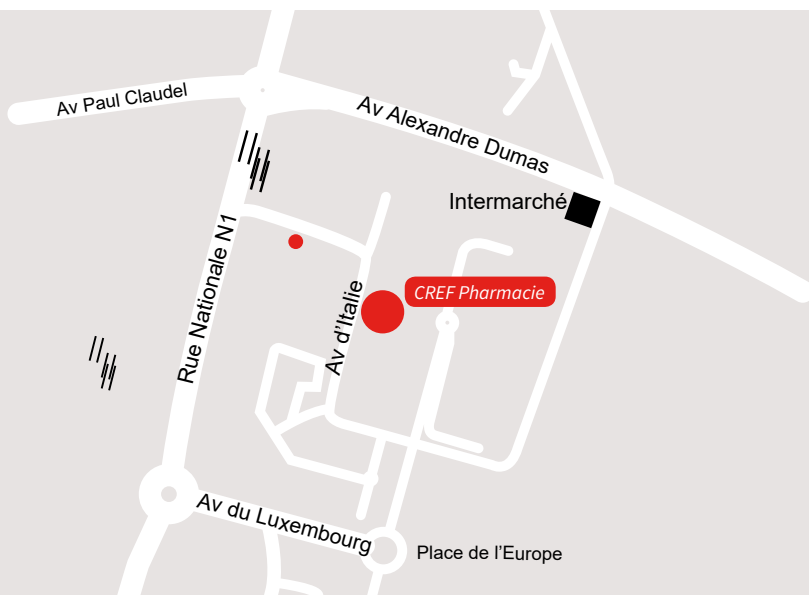 Av Paul Claudel
Av Alexandre Dumas
Intermarché
Rue Nationale N1
CREF Pharmacie
Av d’Italie
Av du Luxembourg
Place de l’Europe